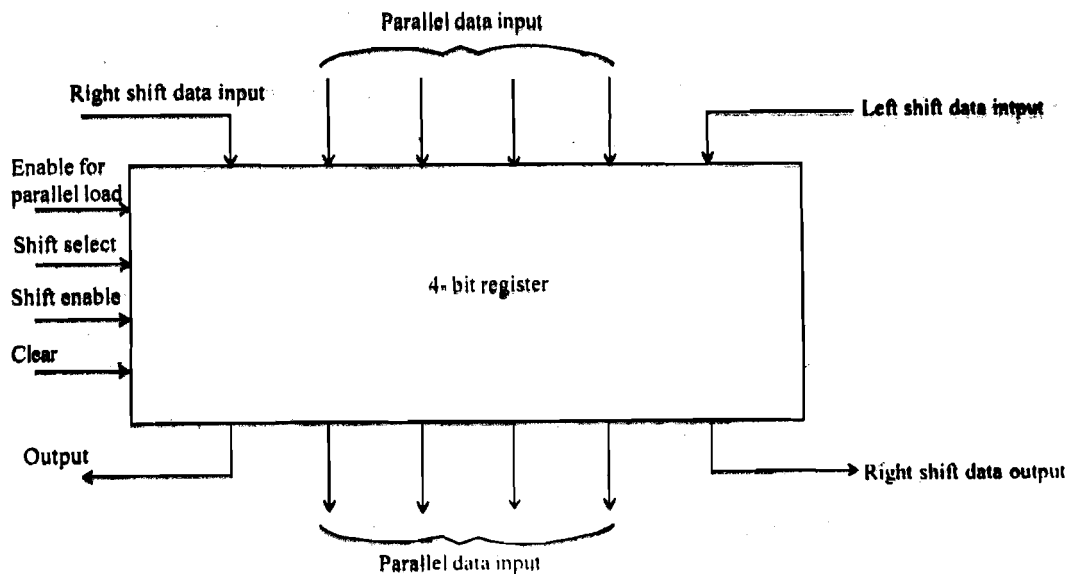 Parallel data input
Right shift data input
Left shift data intput
Enable for
parallel load
Shift select
4- bit register
Shift enable
Clear
Output
Right shift data output
Parallel data input